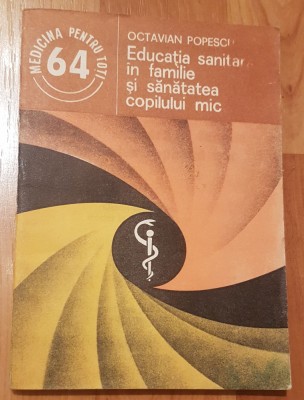 MEDICINA PENTRU TOȚI
64
OCTAVIAN POPESCU
Educația sanitară
în familie
și sănătatea
copilului mic